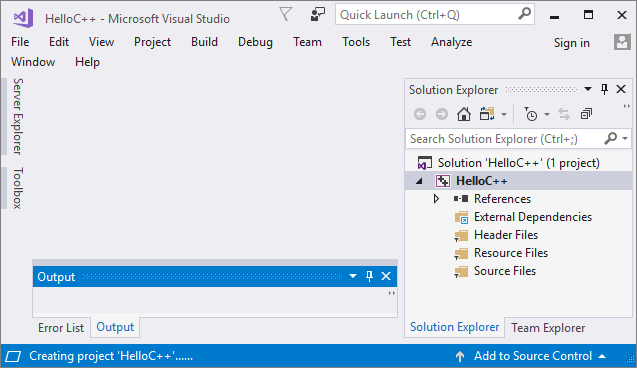 HelloC++ - Microsoft Visual Studio
Quick Launch (Ctrl+Q)
File Edit View Project Build Debug Team Tools Test Analyze Sign in
Window Help
Server Explorer
Toolbox
Solution Explorer
Search Solution Explorer (Ctrl+;)
Solution 'HelloC++' (1 project)
HelloC++
References
External Dependencies
Header Files
Resource Files
Source Files
Output
Error List Output
Solution Explorer Team Explorer
Creating project 'HelloC++'...... Add to Source Control